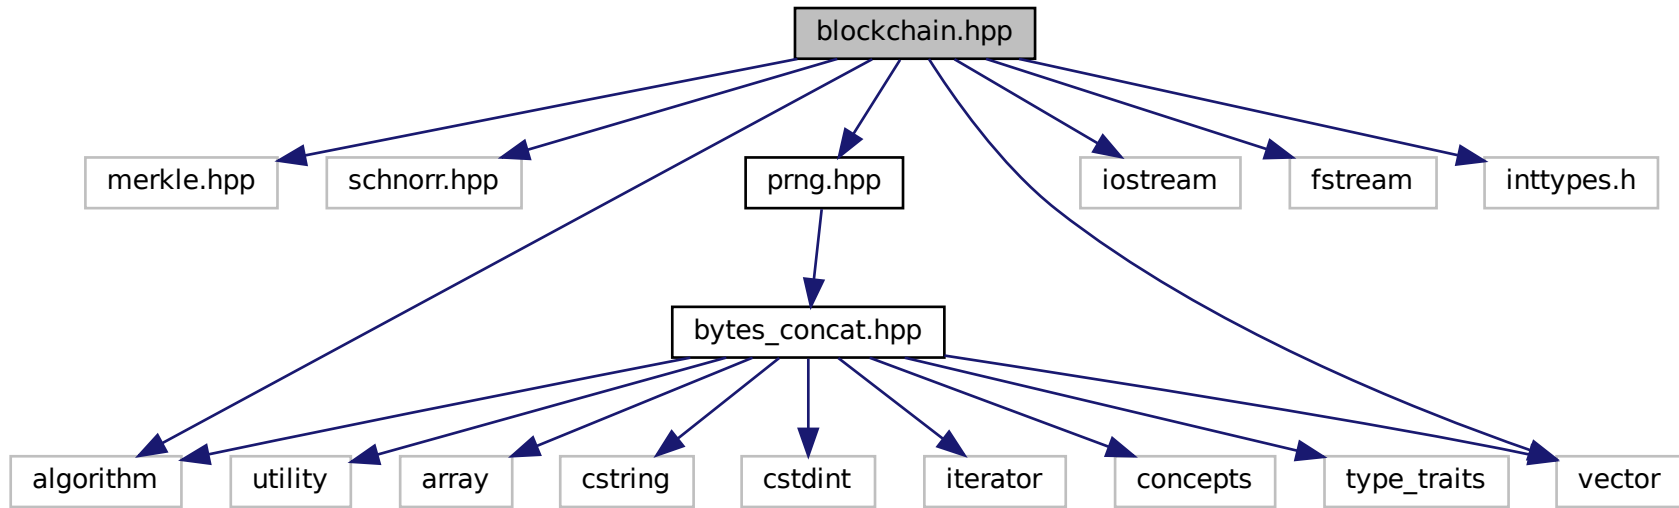 blockchain.hpp
merkle.hpp
schnorr.hpp
prng.hpp
iostream
fstream
inttypes.h
bytes_concat.hpp
algorithm
utility
array
cstring
cstdint
iterator
concepts
type_traits
vector